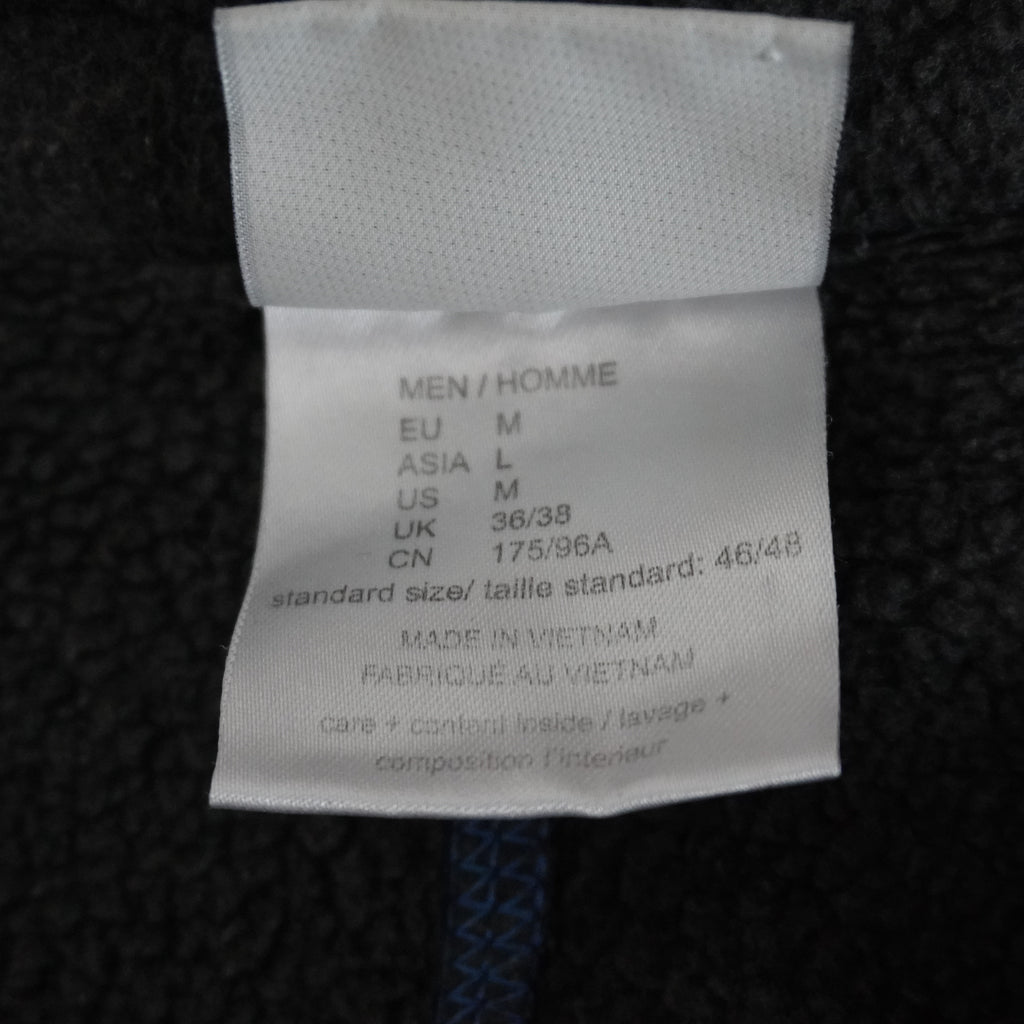 MEN / HOMME
EU M
ASIA L
US M
UK 36/38
CN 175/96A
standard size/ taille standard: 46/48
MADE IN VIETNAM
FABRIQUÉ AU VIETNAM
care + content inside / lavage +
composition l'interieur